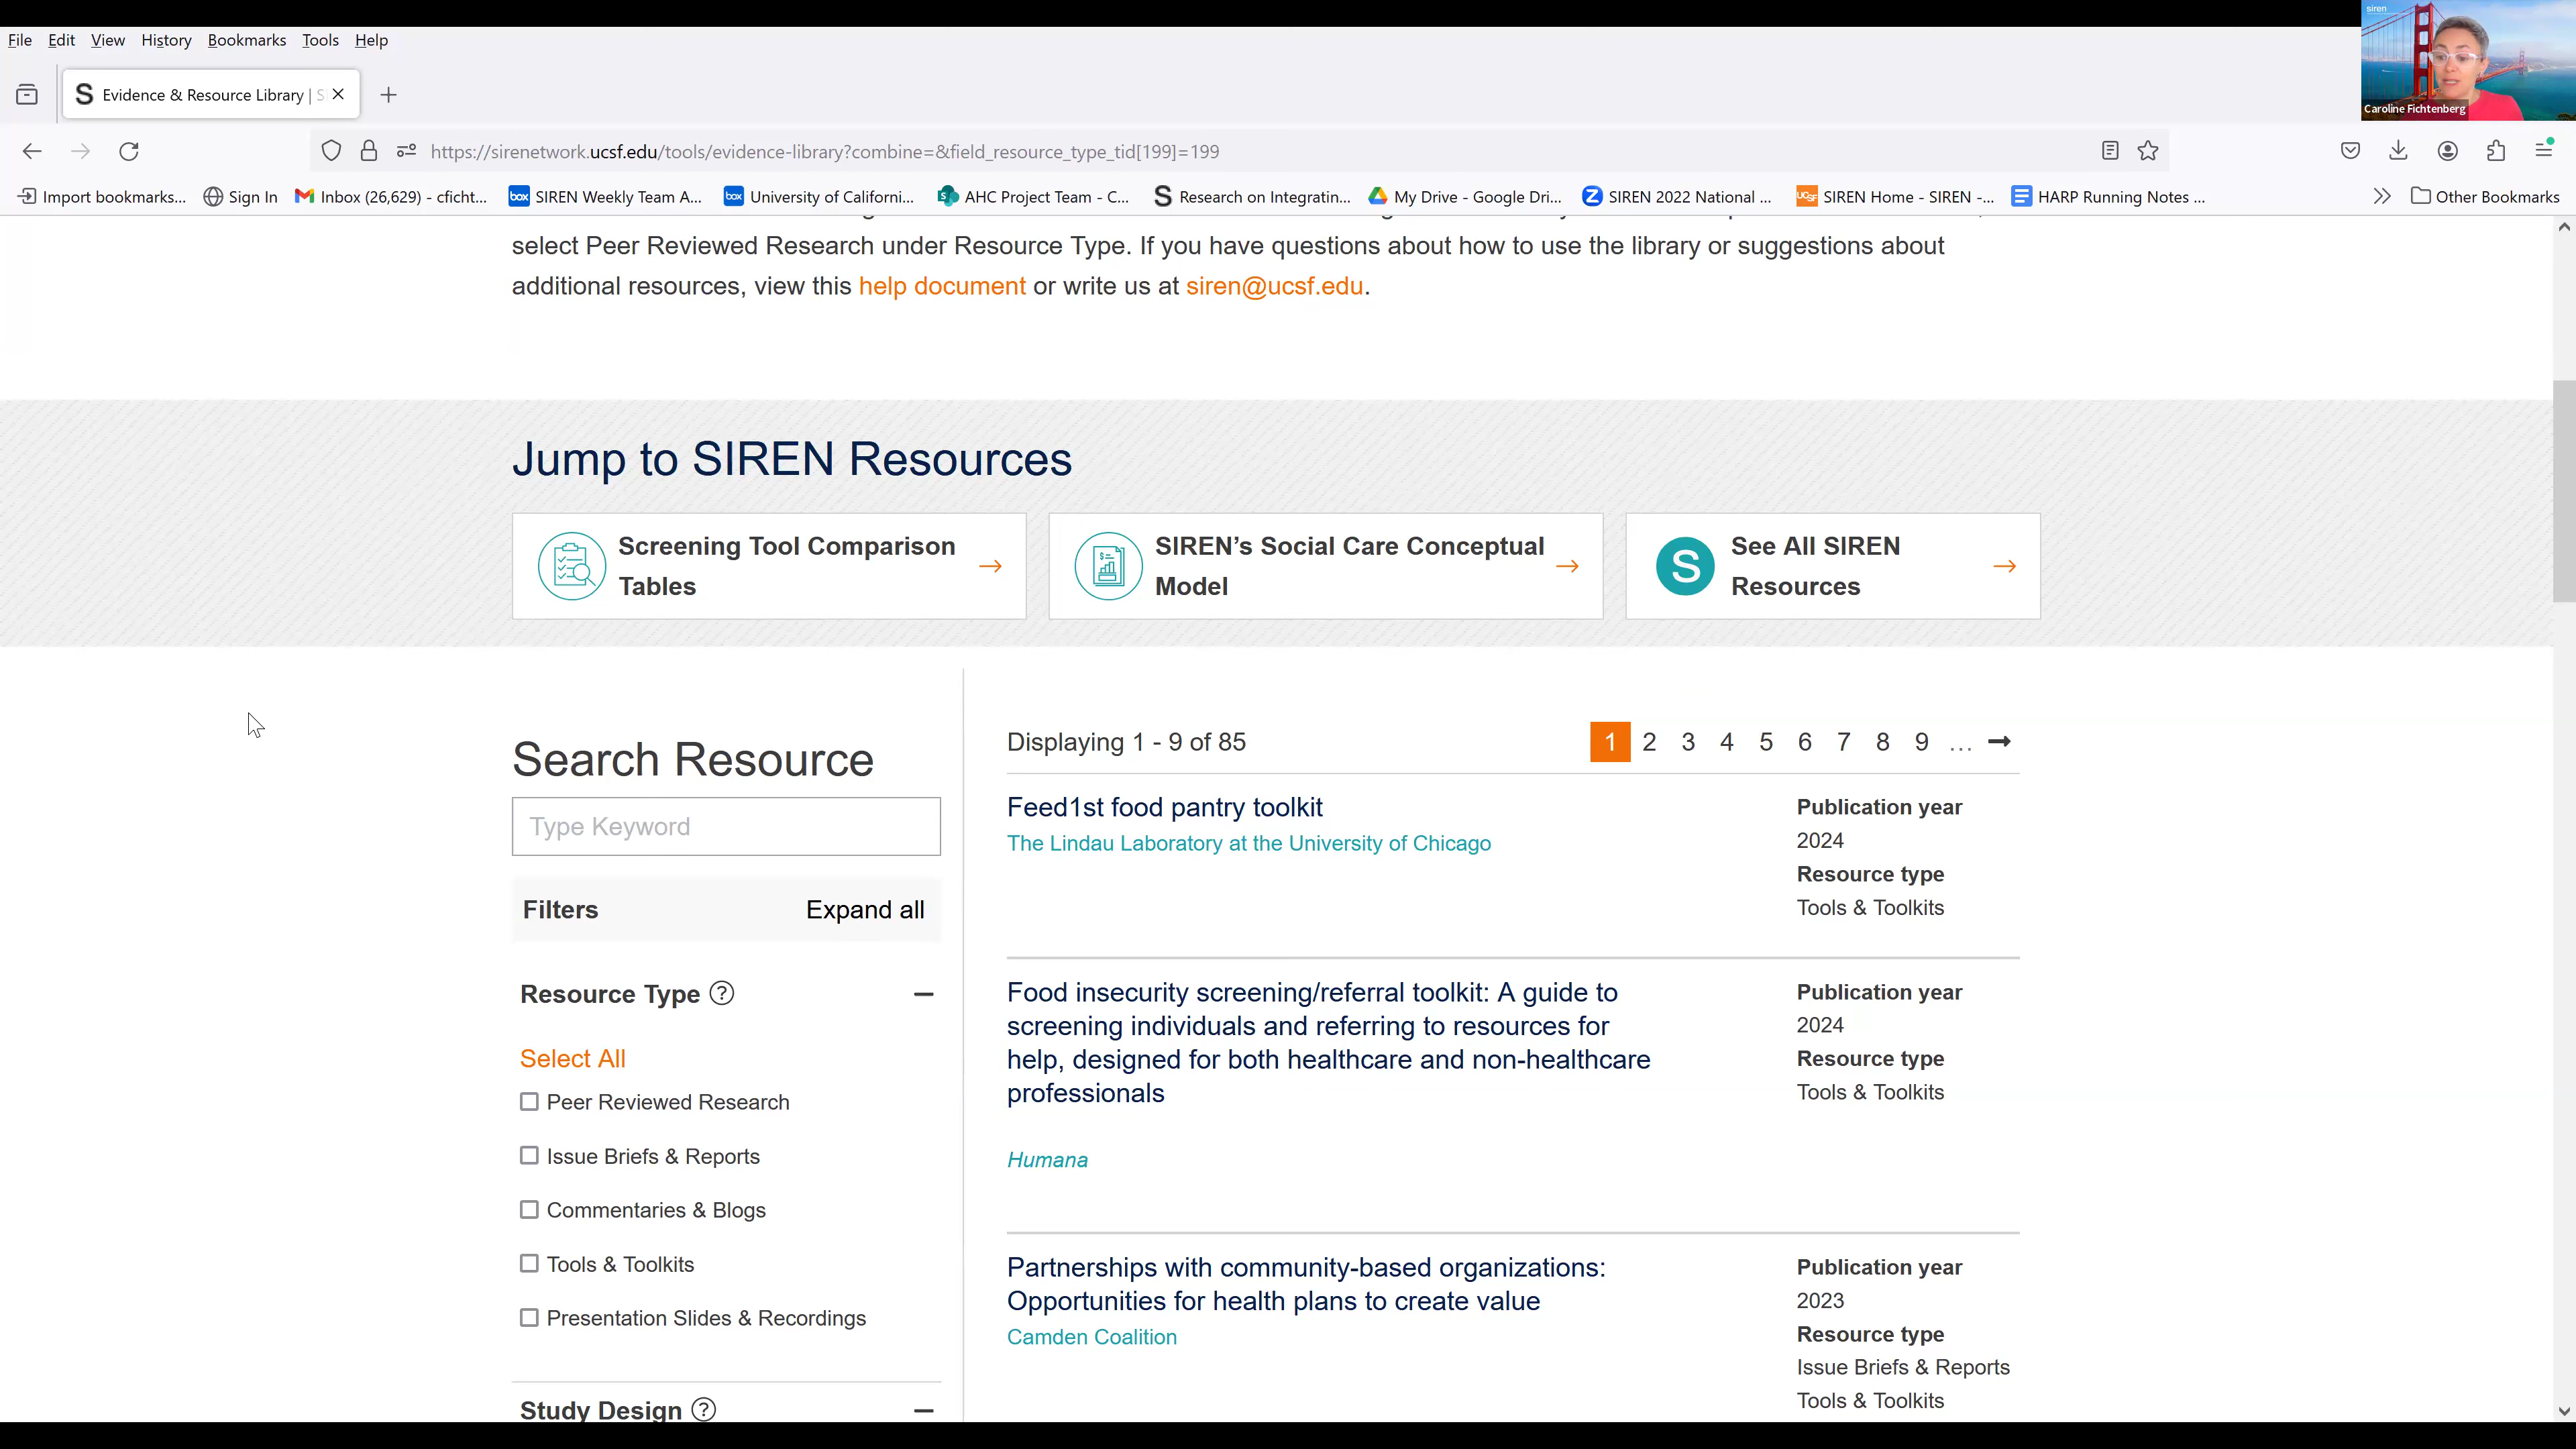 siren
Caroline Fichtenberg
File Edit View History Bookmarks Tools Help
S Evidence & Resource Library | S
https://sirenetwork.ucsf.edu/tools/evidence-library?combine=&field_resource_type_tid[199]=199
Import bookmarks... Sign In Inbox (26,629) - cficht... box SIREN Weekly Team A... box University of Californi... AHC Project Team - C... S Research on Integratin... My Drive - Google Dri... Z SIREN 2022 National ... UCSF SIREN Home - SIREN -... HARP Running Notes ... Other Bookmarks
select Peer Reviewed Research under Resource Type. If you have questions about how to use the library or suggestions about
additional resources, view this help document or write us at siren@ucsf.edu.
Jump to SIREN Resources
Screening Tool Comparison
Tables
SIREN’s Social Care Conceptual
Model
S
See All SIREN
Resources
Search Resource
Type Keyword
Filters Expand all
Resource Type ?
Select All
Peer Reviewed Research
Issue Briefs & Reports
Commentaries & Blogs
Tools & Toolkits
Presentation Slides & Recordings
Study Design ?
Displaying 1 - 9 of 85
1 2 3 4 5 6 7 8 9 ...
Feed1st food pantry toolkit
The Lindau Laboratory at the University of Chicago
Publication year
2024
Resource type
Tools & Toolkits
Food insecurity screening/referral toolkit: A guide to
screening individuals and referring to resources for
help, designed for both healthcare and non-healthcare
professionals
Humana
Publication year
2024
Resource type
Tools & Toolkits
Partnerships with community-based organizations:
Opportunities for health plans to create value
Camden Coalition
Publication year
2023
Resource type
Issue Briefs & Reports
Tools & Toolkits